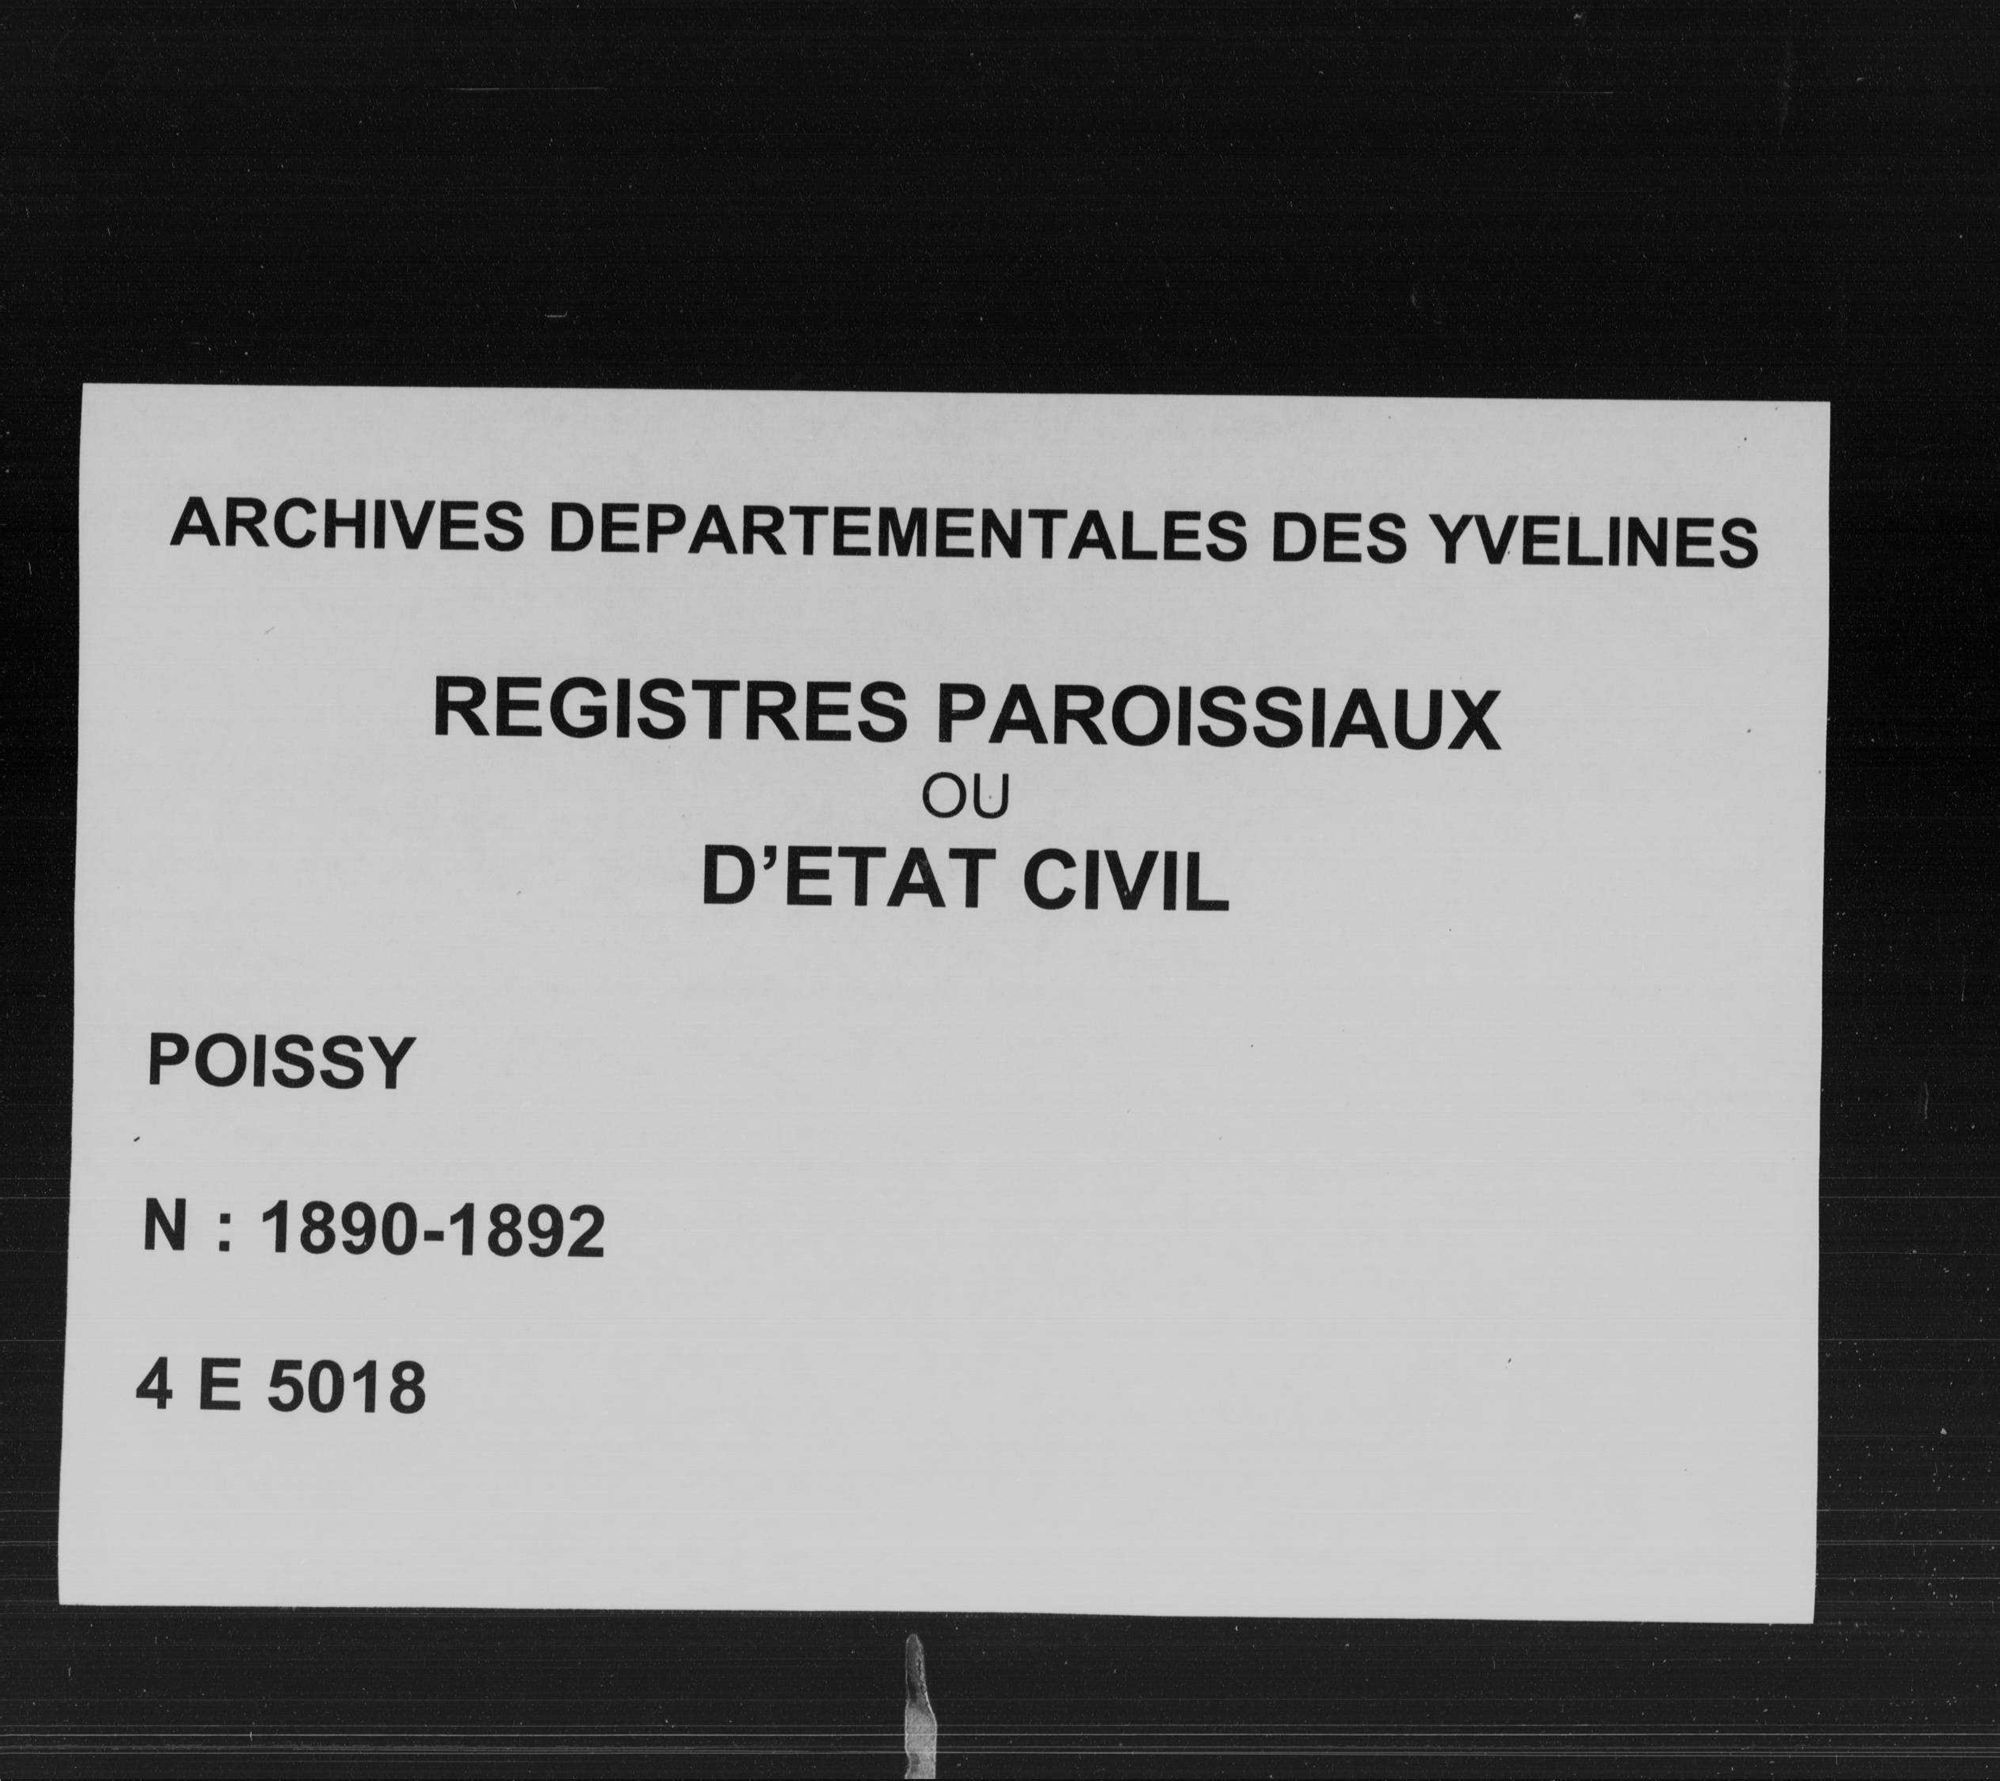 ARCHIVES DEPARTEMENTALES DES YVELINES
REGISTRES PAROISSIAUX
OU
D'ETAT CIVIL
POISSY
N : 1890-1892
4 E 5018